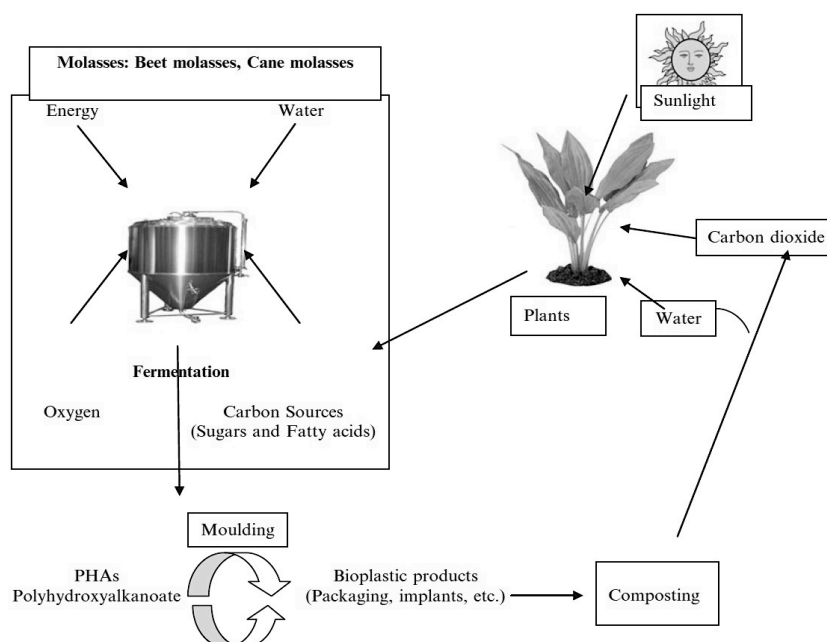 Molasses: Beet molasses, Cane molasses
Energy
Water
Sunlight
Carbon dioxide
Plants
Water
Fermentation
Oxygen
Carbon Sources
(Sugars and Fatty acids)
Moulding
PHAs
Polyhydroxyalkanoate
Bioplastic products
(Packaging, implants, etc.)
Composting